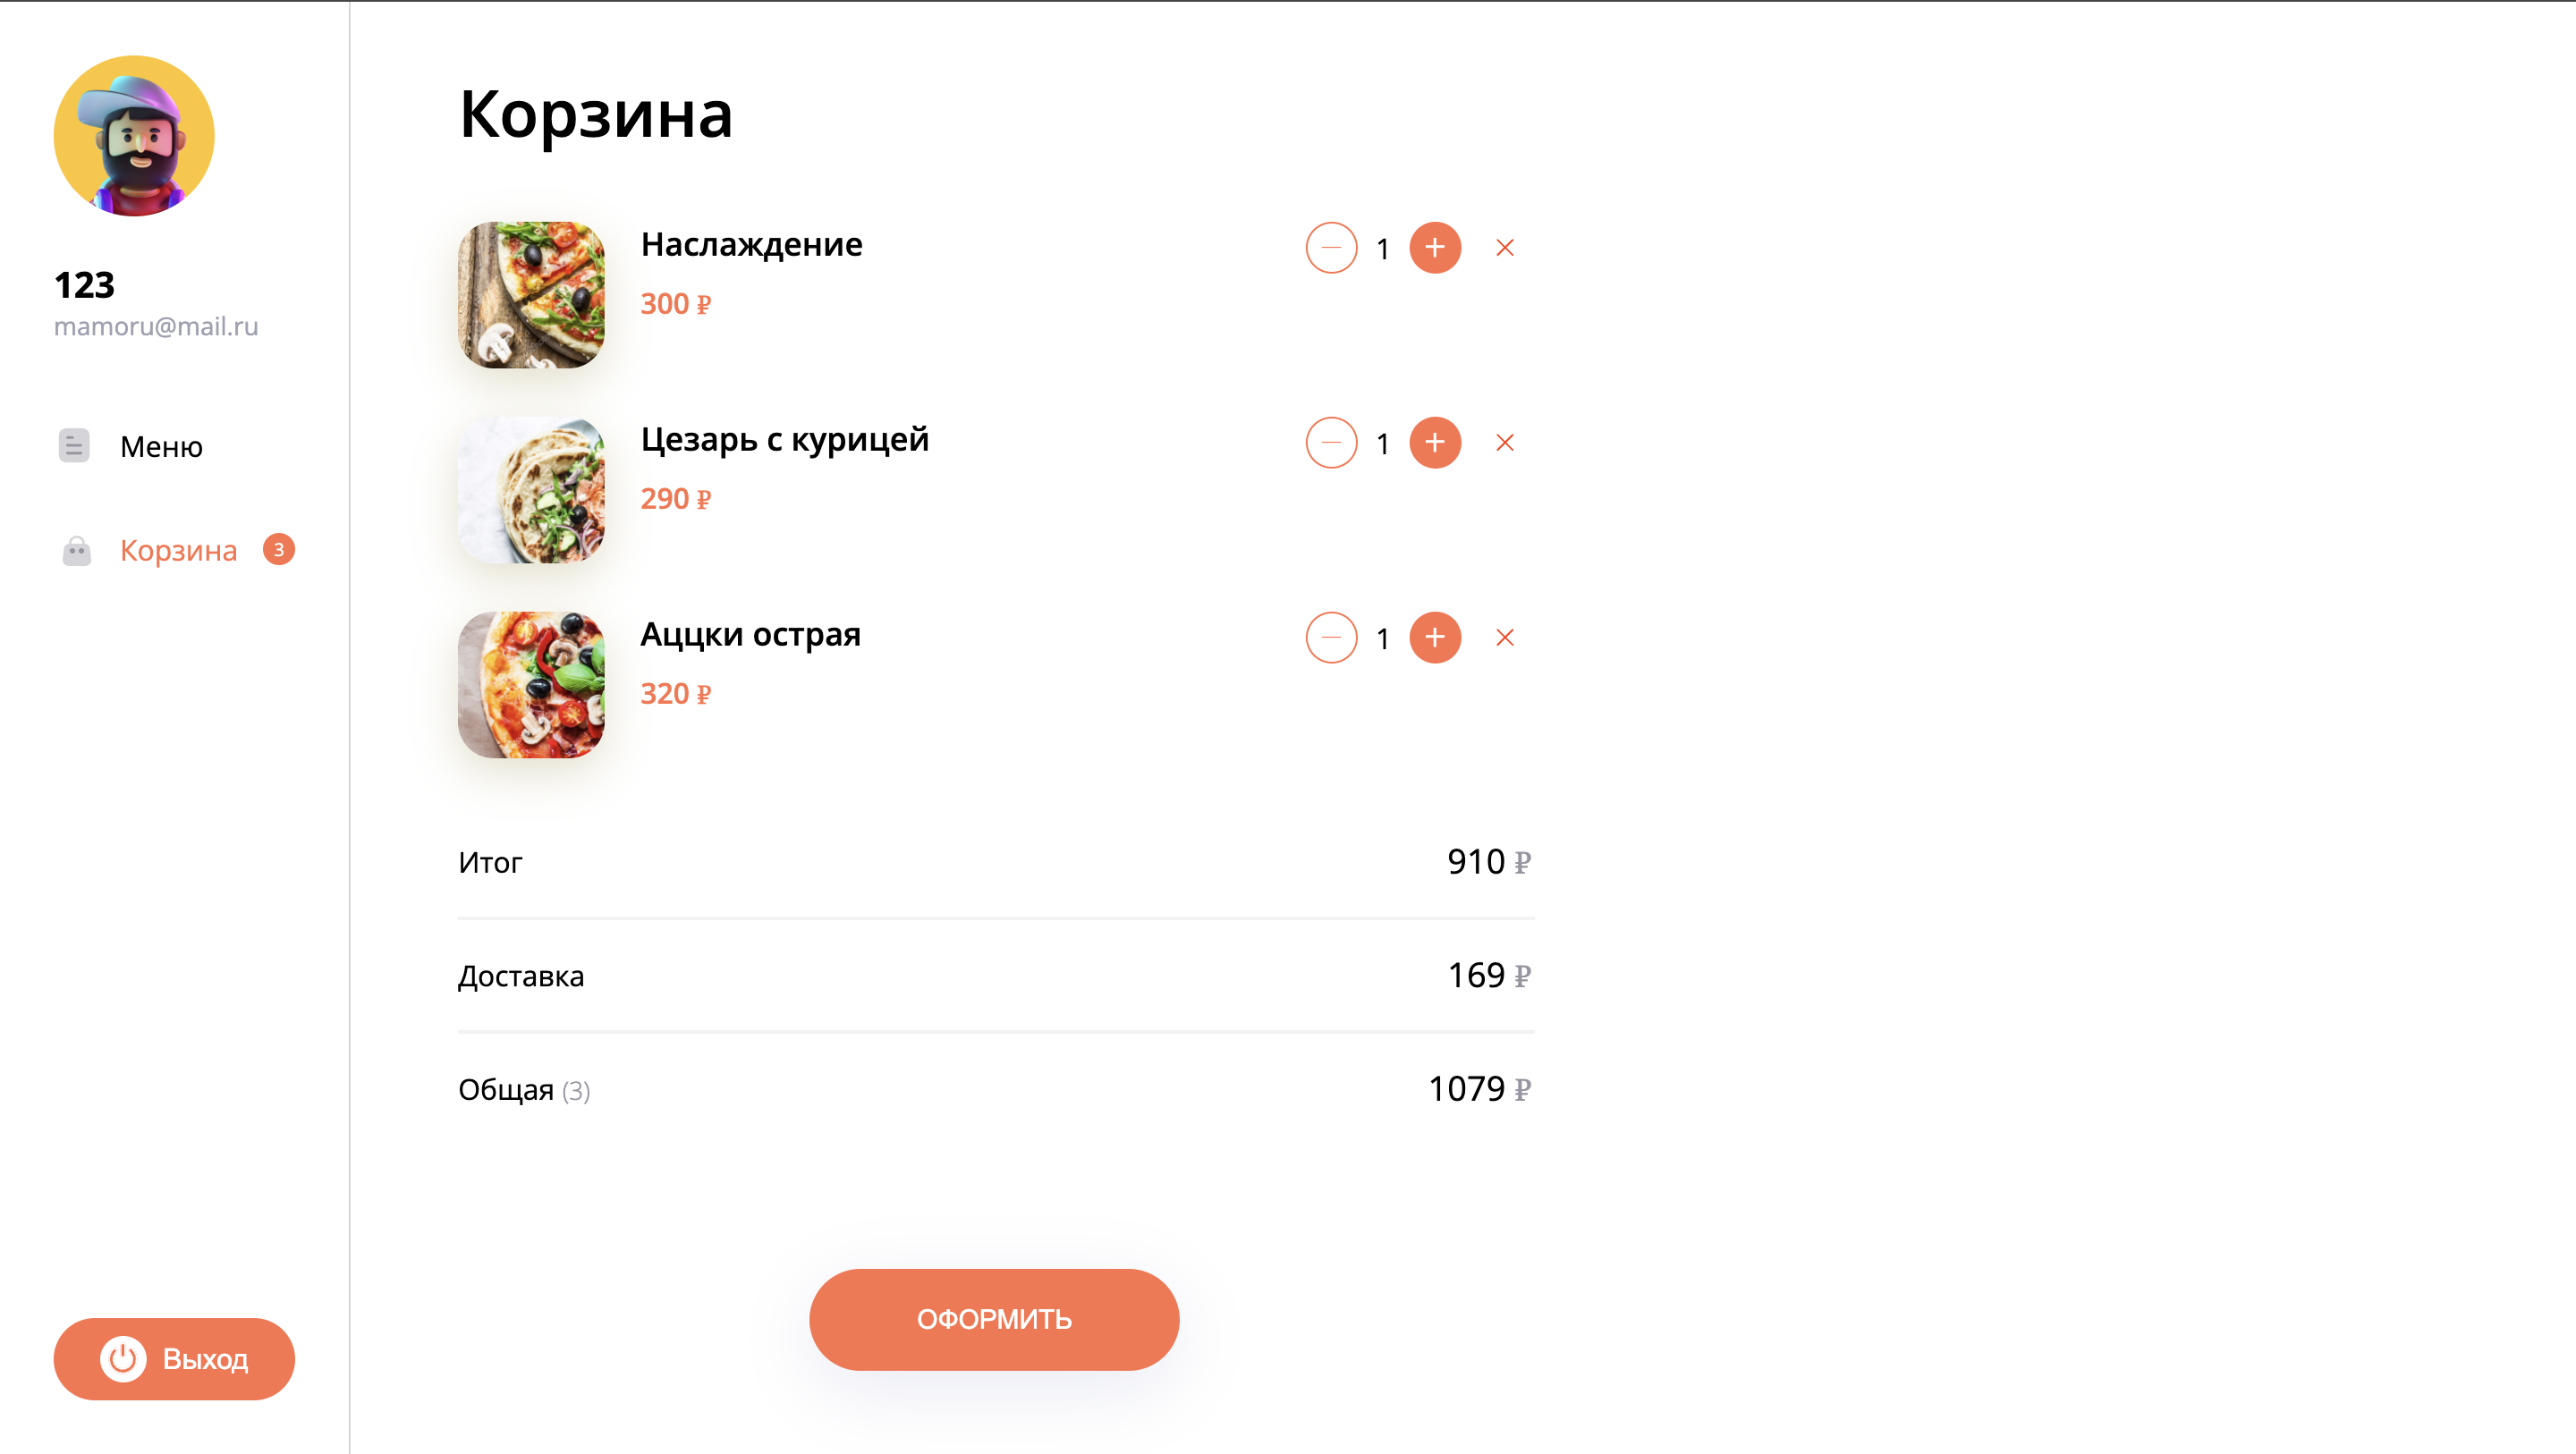 123
mamoru@mail.ru
Меню
Корзина 3
Выход
Корзина
Наслаждение
300 ₽
1
Цезарь с курицей
290 ₽
1
Аццки острая
320 ₽
1
Итог 910 ₽
Доставка 169 ₽
Общая (3) 1079 ₽
ОФОРМИТЬ